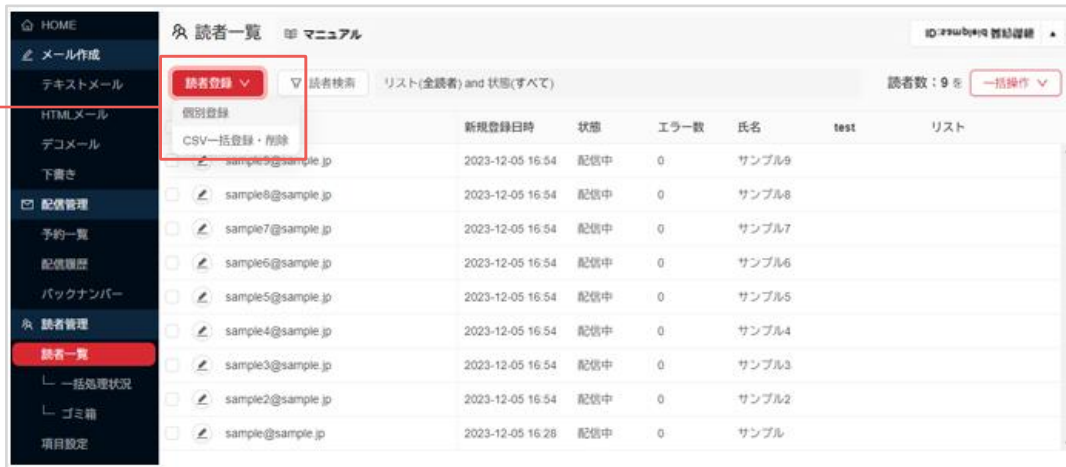 HOME
メール作成
テキストメール
HTMLメール
デコメール
下書き
配信管理
予約一覧
配信履歴
バックナンバー
読者管理
読者一覧
一括処理状況
ゴミ箱
項目設定
読者一覧 マニュアル
読者登録 読者検索 リスト(全読者) and 状態(すべて) 読者数:9 を 一括操作
個別登録
CSV一括登録・削除
新規登録日時 状態 エラー数 氏名 test リスト
sample9@sample.jp 2023-12-05 16:54 配信中 0 サンプル9
sample8@sample.jp 2023-12-05 16:54 配信中 0 サンプル8
sample7@sample.jp 2023-12-05 16:54 配信中 0 サンプル7
sample6@sample.jp 2023-12-05 16:54 配信中 0 サンプル6
sample5@sample.jp 2023-12-05 16:54 配信中 0 サンプル5
sample4@sample.jp 2023-12-05 16:54 配信中 0 サンプル4
sample3@sample.jp 2023-12-05 16:54 配信中 0 サンプル3
sample2@sample.jp 2023-12-05 16:54 配信中 0 サンプル2
sample@sample.jp 2023-12-05 16:28 配信中 0 サンプル